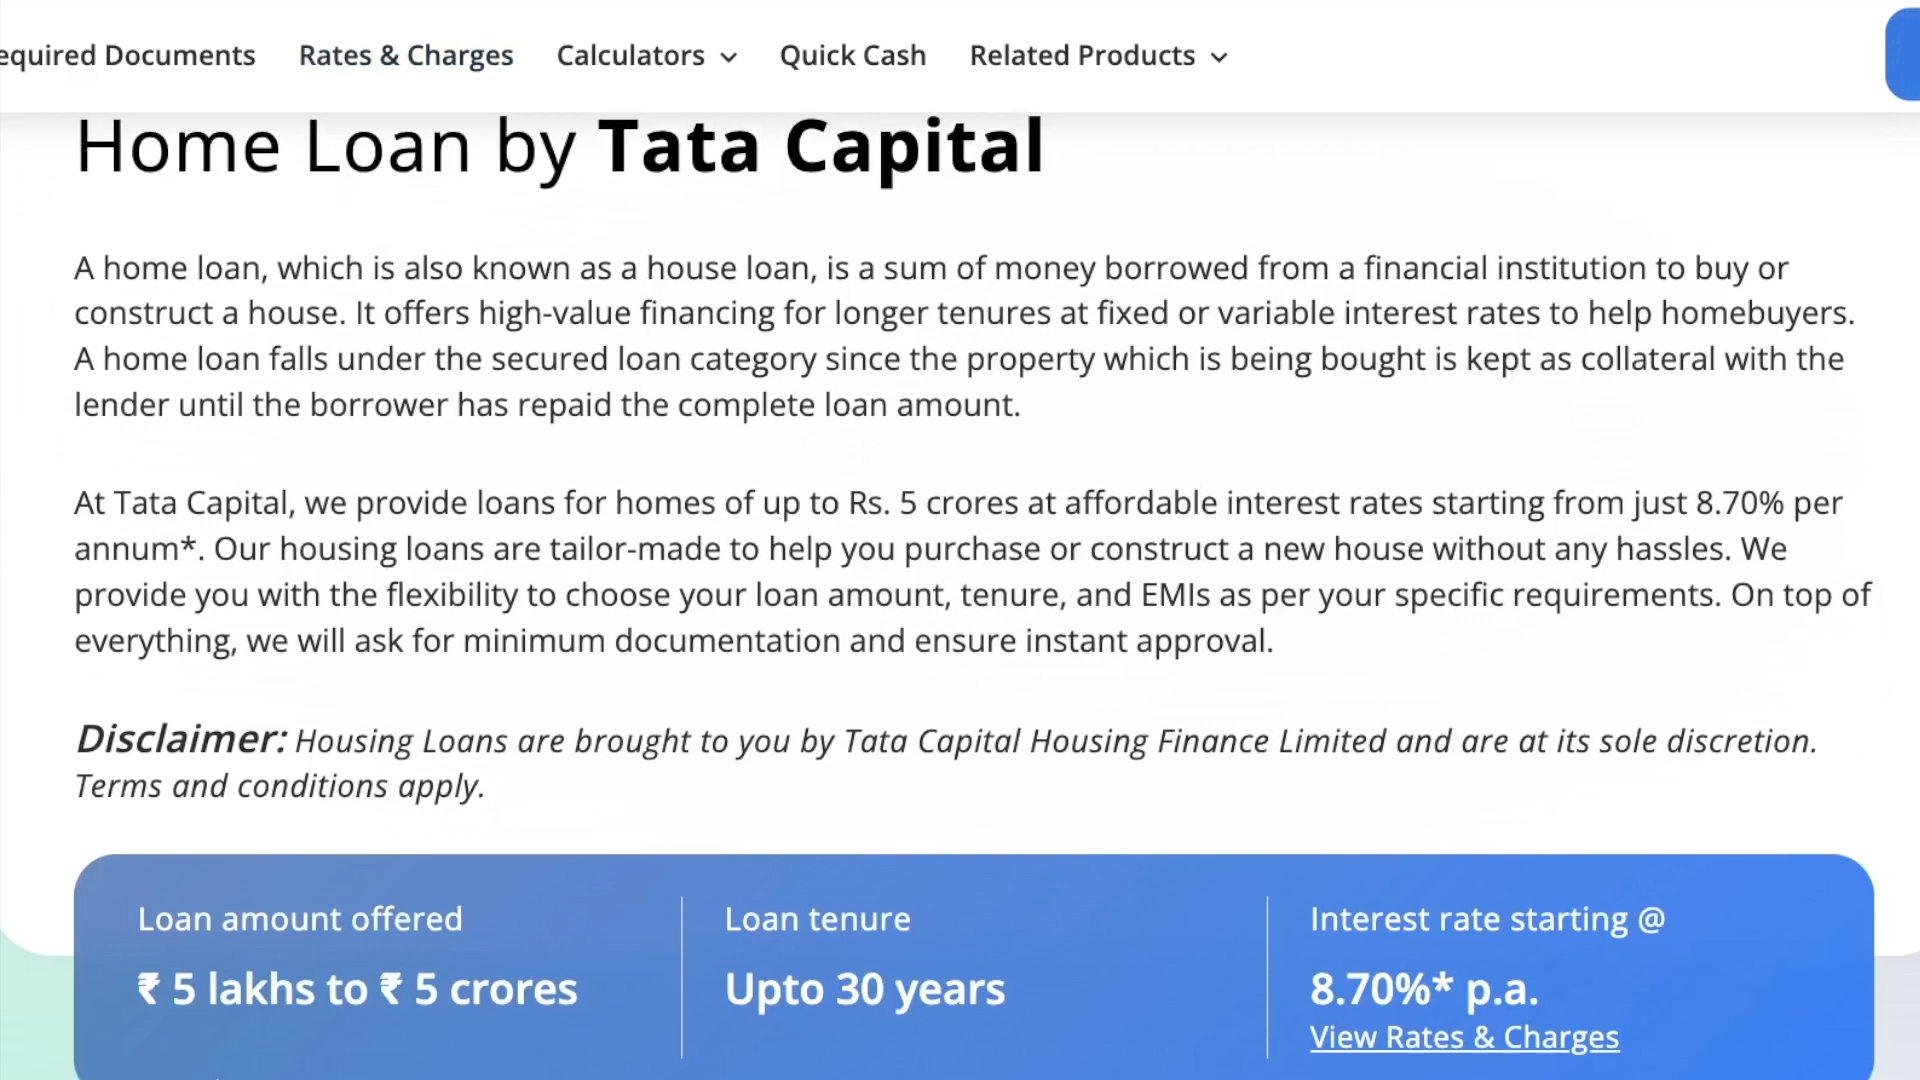 equired Documents Rates & Charges Calculators Quick Cash Related Products
Home Loan by Tata Capital
A home loan, which is also known as a house loan, is a sum of money borrowed from a financial institution to buy or
construct a house. It offers high-value financing for longer tenures at fixed or variable interest rates to help homebuyers.
A home loan falls under the secured loan category since the property which is being bought is kept as collateral with the
lender until the borrower has repaid the complete loan amount.
At Tata Capital, we provide loans for homes of up to Rs. 5 crores at affordable interest rates starting from just 8.70% per
annum*. Our housing loans are tailor-made to help you purchase or construct a new house without any hassles. We
provide you with the flexibility to choose your loan amount, tenure, and EMIs as per your specific requirements. On top of
everything, we will ask for minimum documentation and ensure instant approval.
Disclaimer: Housing Loans are brought to you by Tata Capital Housing Finance Limited and are at its sole discretion.
Terms and conditions apply.
Loan amount offered
₹ 5 lakhs to ₹ 5 crores
Loan tenure
Upto 30 years
Interest rate starting @
8.70%* p.a.
View Rates & Charges